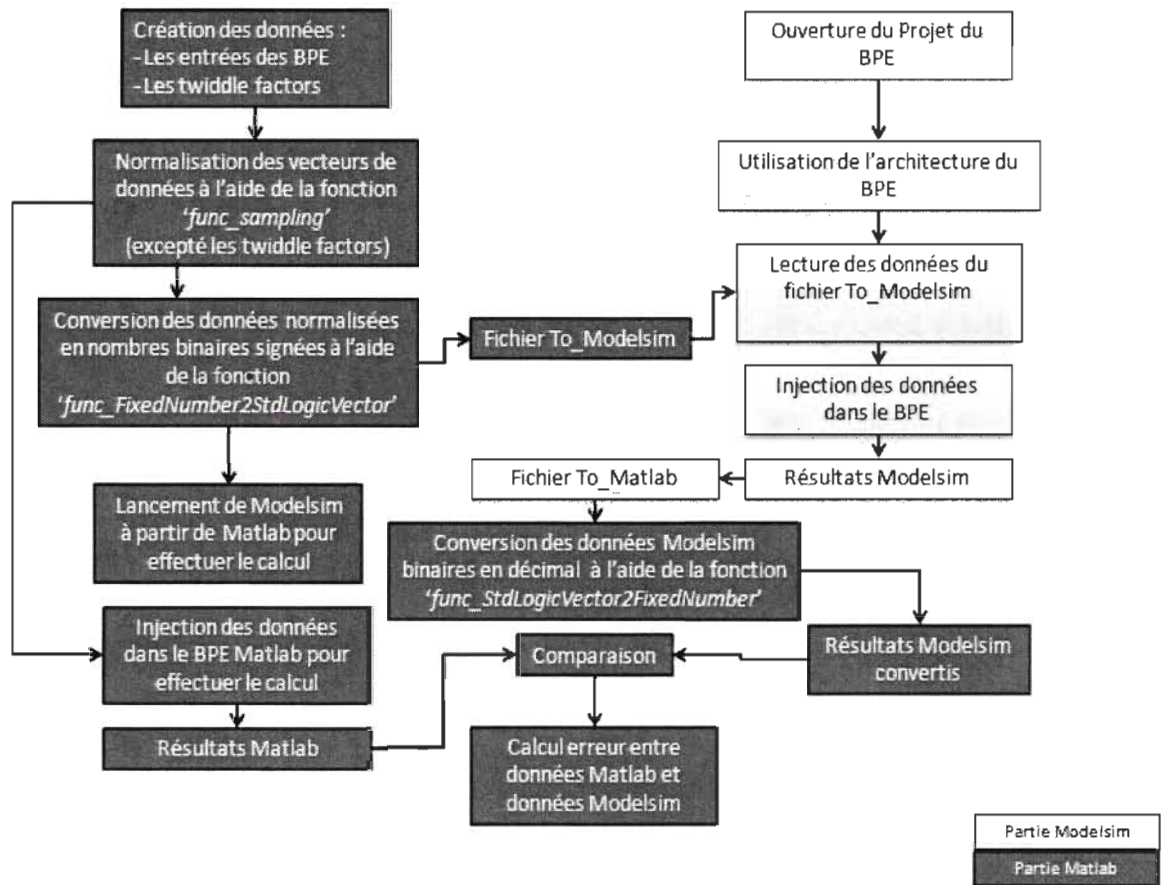 Création des données :
-Les entrées des BPE
-Les twiddle factors
Normalisation des vecteurs de
données à l'aide de la fonction
'func_sampling'
(excepté les twiddle factors)
Conversion des données normalisées
en nombres binaires signées à l'aide
de la fonction
'func_FixedNumber2StdLogicVector'
Lancement de Modelsim
à partir de Matlab pour
effectuer le calcul
Injection des données
dans le BPE Matlab pour
effectuer le calcul
Résultats Matlab
Fichier To_Modelsim
Ouverture du Projet du
BPE
Utilisation de l'architecture du
BPE
Lecture des données du
fichier To_Modelsim
Injection des données
dans le BPE
Résultats Modelsim
Fichier To_Matlab
Conversion des données Modelsim
binaires en décimal à l'aide de la fonction
'func_StdLogicVector2FixedNumber'
Résultats Modelsim
convertis
Comparaison
Calcul erreur entre
données Matlab et
données Modelsim
Partie Modelsim
Partie Matlab